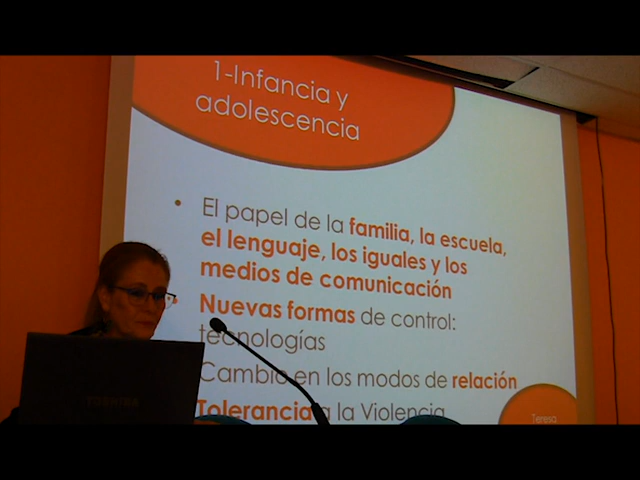 1-Infancia y
adolescencia
• El papel de la familia, la escuela,
el lenguaje, los iguales y los
medios de comunicación
Nuevas formas de control:
tecnologías
Cambio en los modos de relación
Tolerancia a la Violencia
Teresa
TOSHIBA